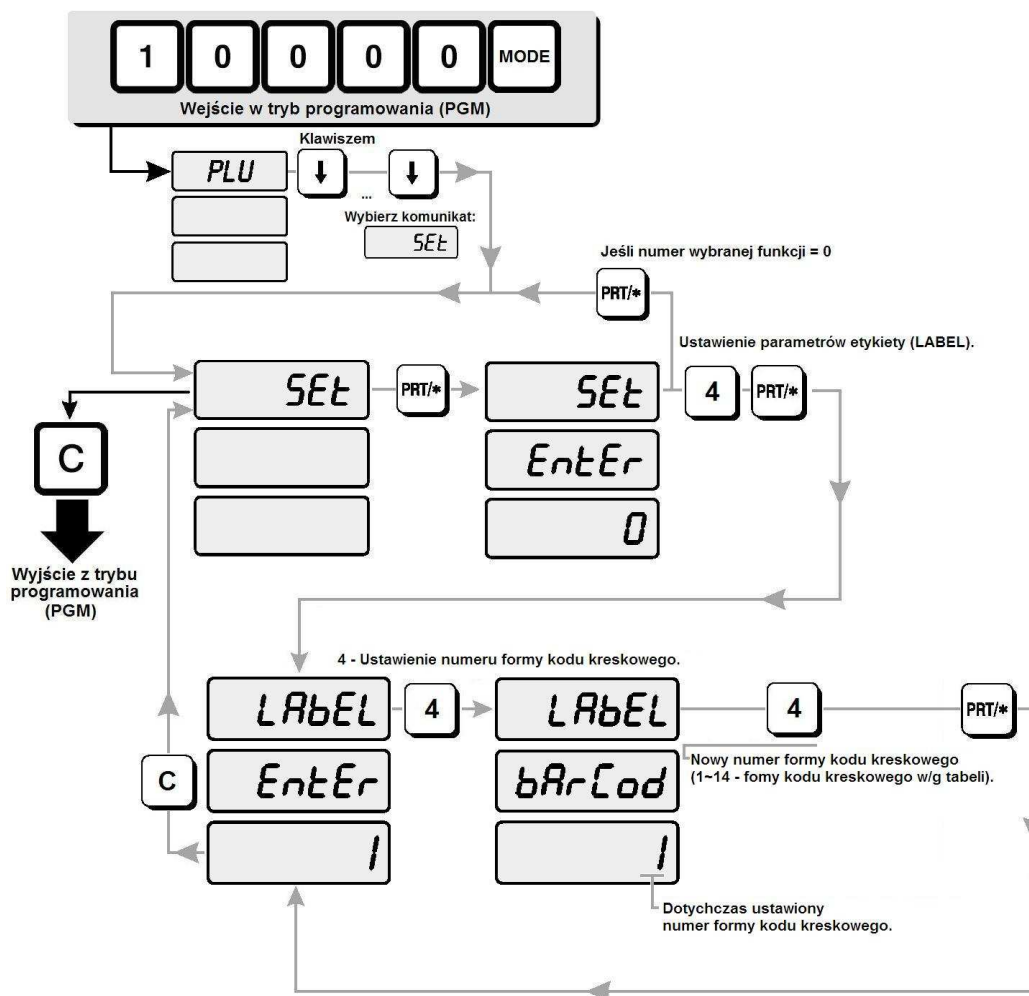 1 0 0 0 0 MODE
Wejście w tryb programowania (PGM)
Klawiszem
PLU ↓ ... ↓
Wybierz komunikat:
SEt
Jeśli numer wybranej funkcji = 0
PRT/*
Ustawienie parametrów etykiety (LABEL).
SEt PRT/* SEt 4 PRT/*
C
EntEr
0
Wyjście z trybu
programowania
(PGM)
4 - Ustawienie numeru formy kodu kreskowego.
LAbEL 4 LAbEL 4 PRT/*
Nowy numer formy kodu kreskowego
(1~14 - fomy kodu kreskowego w/g tabeli).
C EntEr bArCod
1 1
Dotychczas ustawiony
numer formy kodu kreskowego.